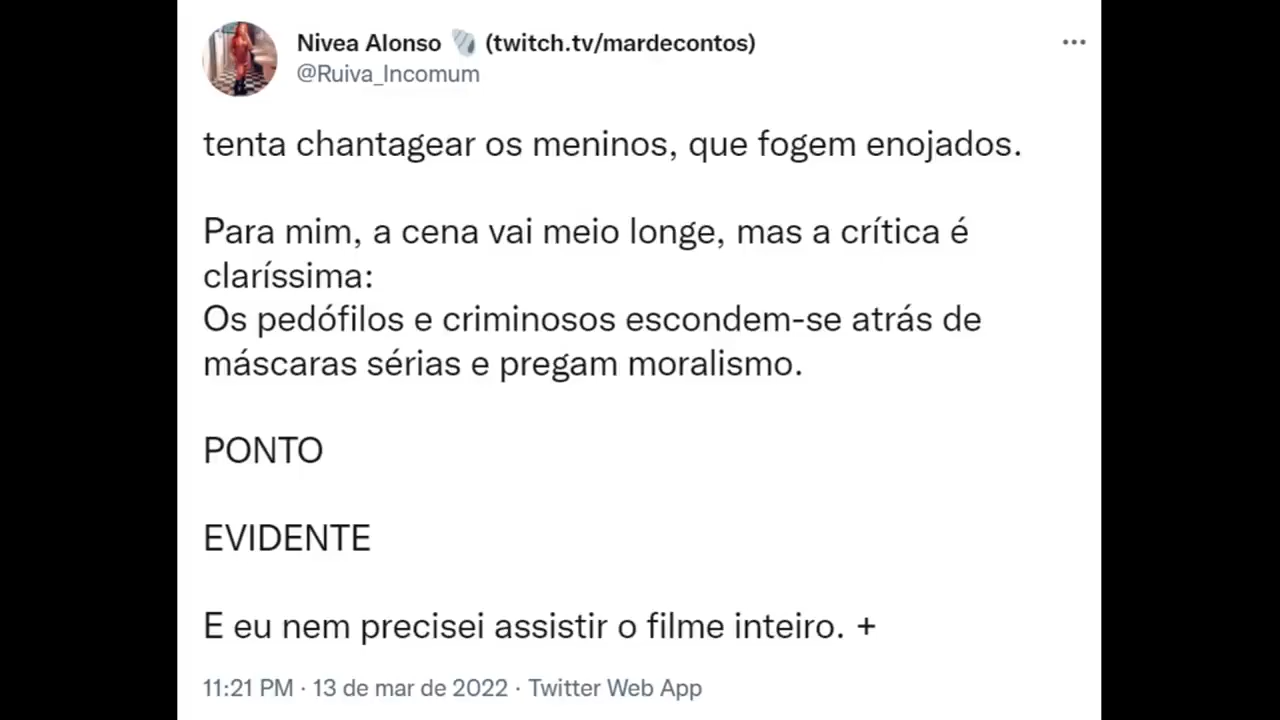 Nivea Alonso 🦪 (twitch.tv/mardecontos)
@Ruiva_Incomum
tenta chantagear os meninos, que fogem enojados.
Para mim, a cena vai meio longe, mas a crítica é
claríssima:
Os pedófilos e criminosos escondem-se atrás de
máscaras sérias e pregam moralismo.
PONTO
EVIDENTE
E eu nem precisei assistir o filme inteiro. +
11:21 PM · 13 de mar de 2022 · Twitter Web App